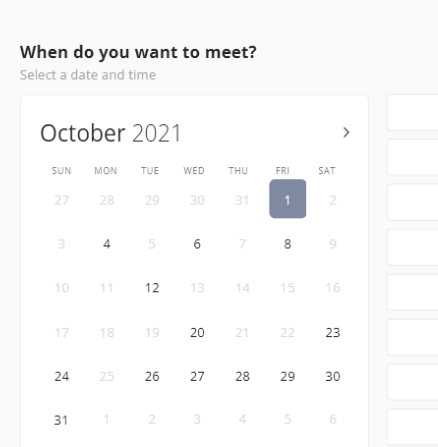 When do you want to meet?
Select a date and time
October 2021
SUN MON TUE WED THU FRI SAT
27 28 29 30 31 1 2
3 4 5 6 7 8 9
10 11 12 13 14 15 16
17 18 19 20 21 22 23
24 25 26 27 28 29 30
31 1 2 3 4 5 6